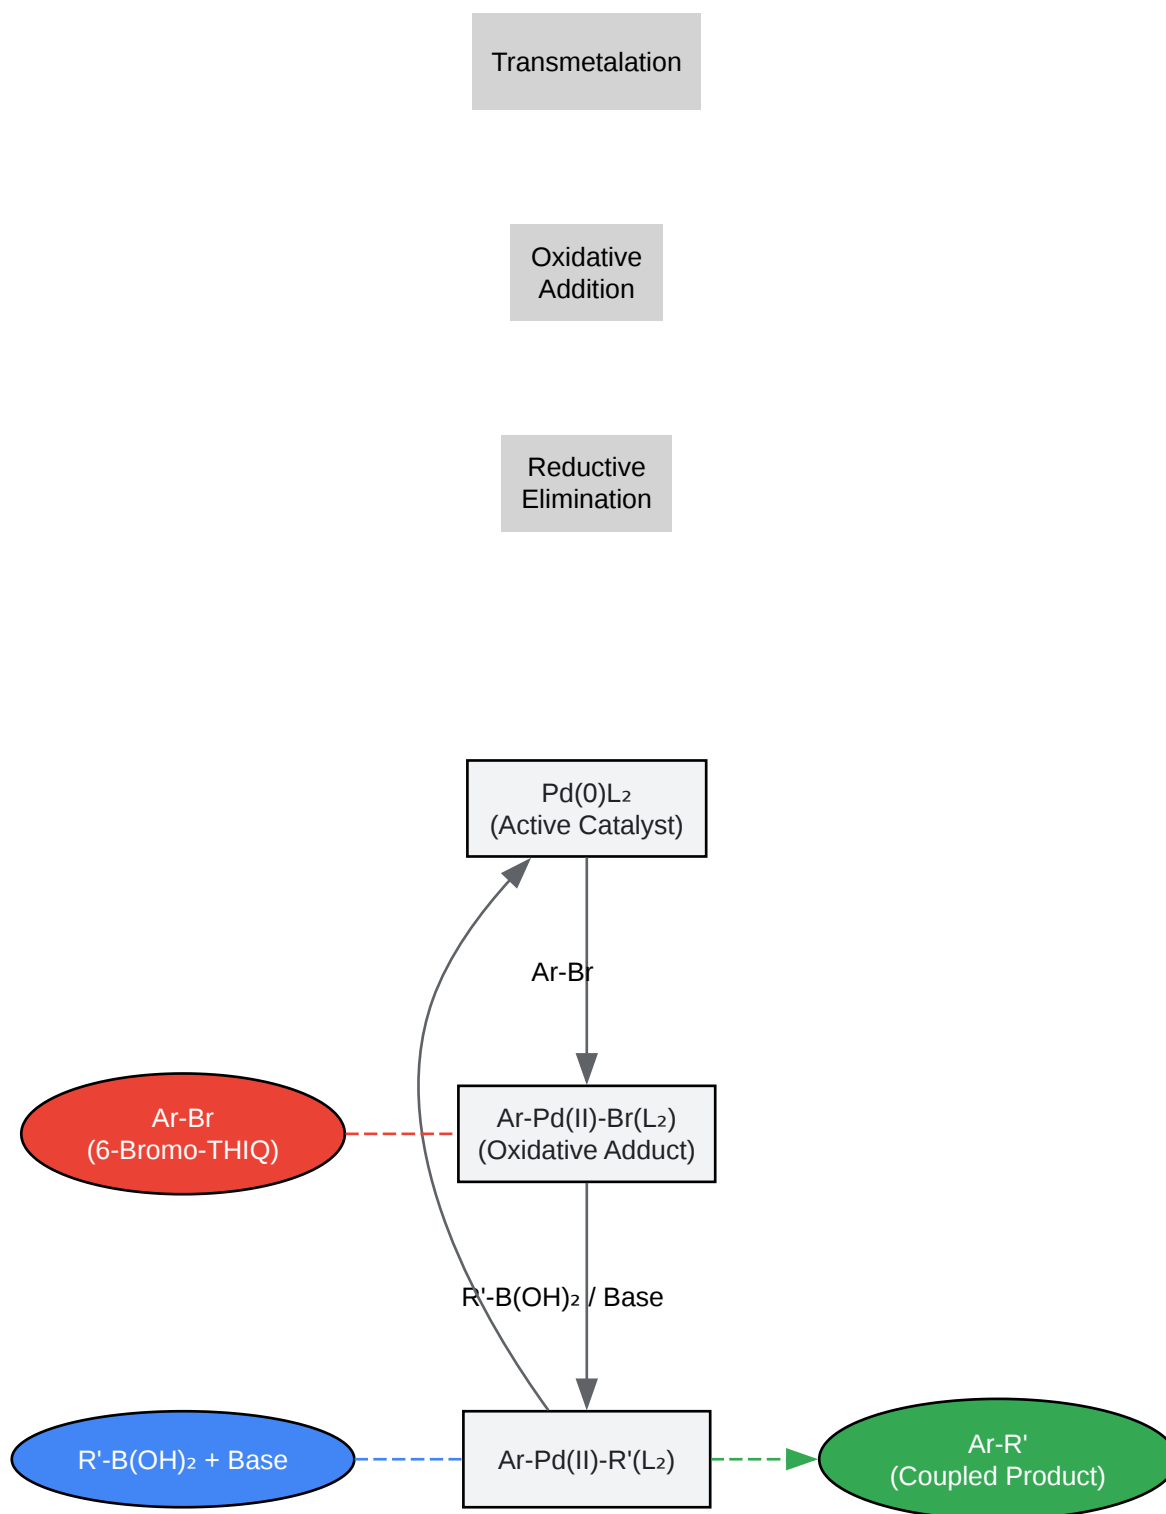 Transmetalation
Oxidative
Addition
Reductive
Elimination
Pd(0)L₂
(Active Catalyst)
Ar-Br
Ar-Br
(6-Bromo-THIQ)
Ar-Pd(II)-Br(L₂)
(Oxidative Adduct)
R'-B(OH)₂ / Base
R'-B(OH)₂ + Base
Ar-Pd(II)-R'(L₂)
Ar-R'
(Coupled Product)